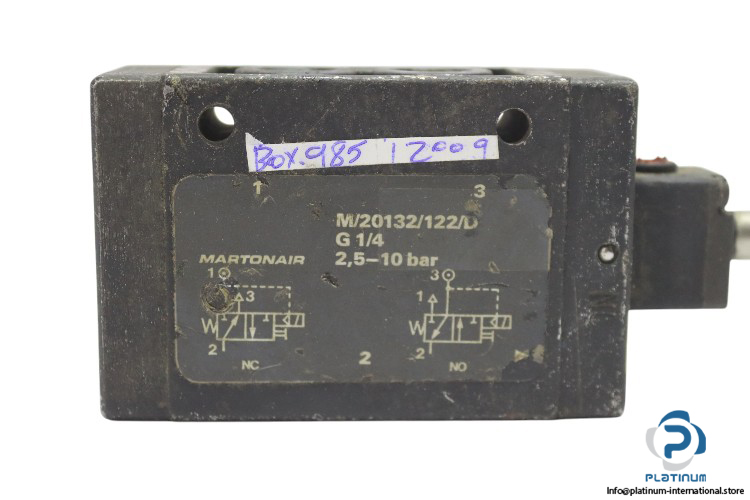 Box.985 12009
1 3
M/20132/122/D
G 1/4
2,5–10 bar
MARTONAIR
1 3
3 1
2 2
NC 2 NO
PLATINUM
Info@platinum-international.store